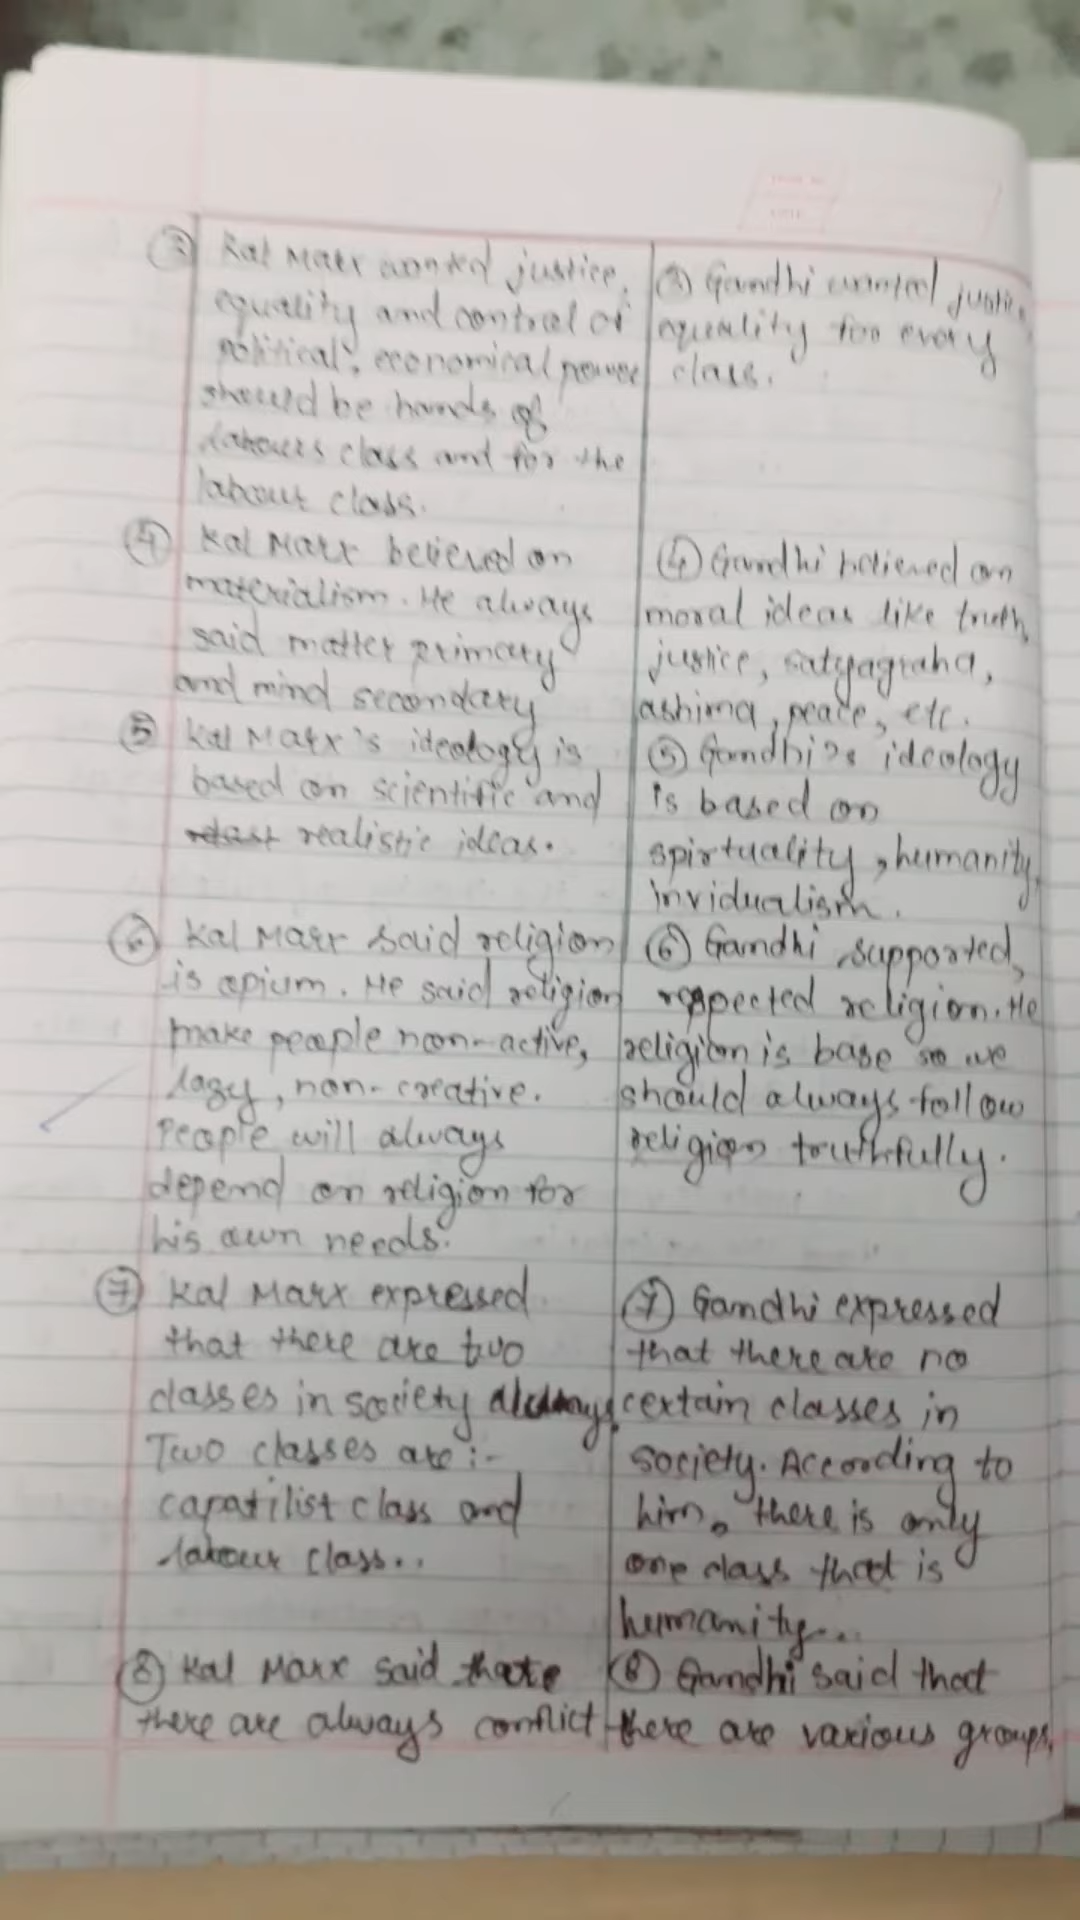 ③ Kal Marx wanted justice,
equality and control of
political, economical power
should be hands of
labours class and for the
labour class.
④ Kal Marx believed on
materialism. He always
said matter primary
and mind secondary
⑤ Kal Marx's ideology is
based on scientific and
realistic ideas.
⑥ Kal Marx said religion
is opium. He said religion
make people non-active,
lazy, non-creative.
People will always
depend on religion for
his own needs.
⑦ Kal Marx expressed
that there are two
classes in society always
Two classes are :-
capatilist class and
labour class...
⑧ Kal Marx said that
there are always conflict
③ Gandhi wanted justice,
equality for every
class.
④ Gandhi believed on
moral ideas like truth,
justice, satyagraha,
ashima, peace, etc.
⑤ Gandhi's ideology
is based on
spirtuality, humanity,
invidualism.
⑥ Gandhi supported,
respected religion. He
religion is base so we
should always follow
religion truthfully.
⑦ Gandhi expressed
that there are no
certain classes in
society. According to
him, there is only
one class that is
humanity...
⑧ Gandhi said that
there are various groups,